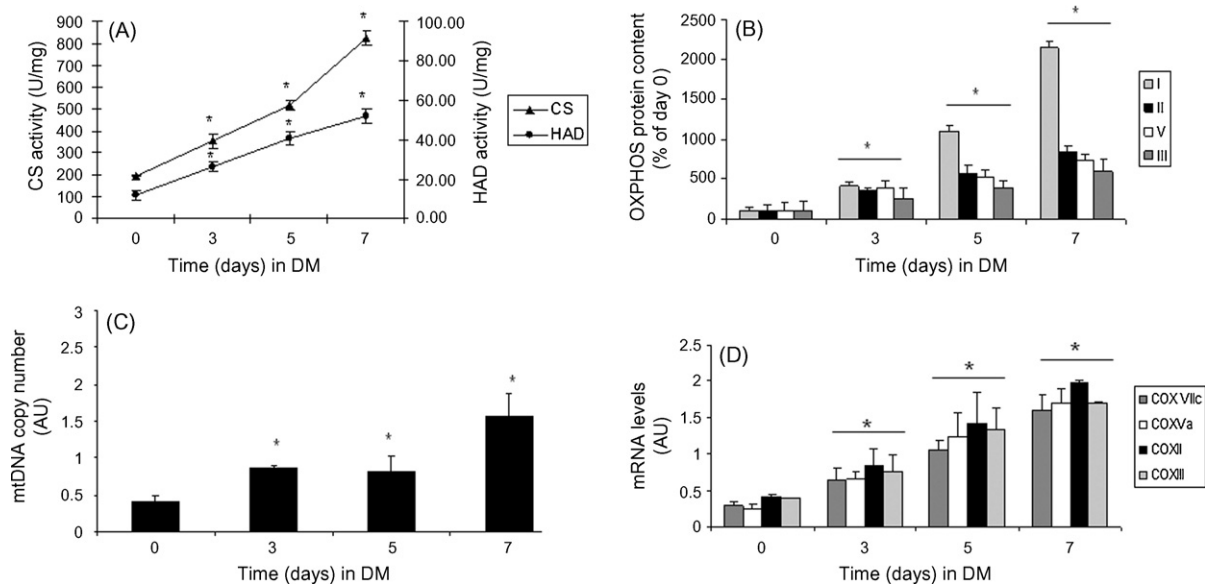 (A)
CS activity (U/mg)
900
800
700
600
500
400
300
200
100
0
100.00
80.00
60.00
40.00
20.00
0.00
HAD activity (U/mg)
* * *
* * *
CS
HAD
0 3 5 7
Time (days) in DM
(B)
OXPHOS protein content
(% of day 0)
2500
2000
1500
1000
500
0
* * *
I
II
V
III
0 3 5 7
Time (days) in DM
(C)
mtDNA copy number
(AU)
3
2.5
2
1.5
1
0.5
0
* * *
0 3 5 7
Time (days) in DM
(D)
mRNA levels
(AU)
2.5
2
1.5
1
0.5
0
* * *
COX VIIc
COXVa
COXII
COXIII
0 3 5 7
Time (days) in DM